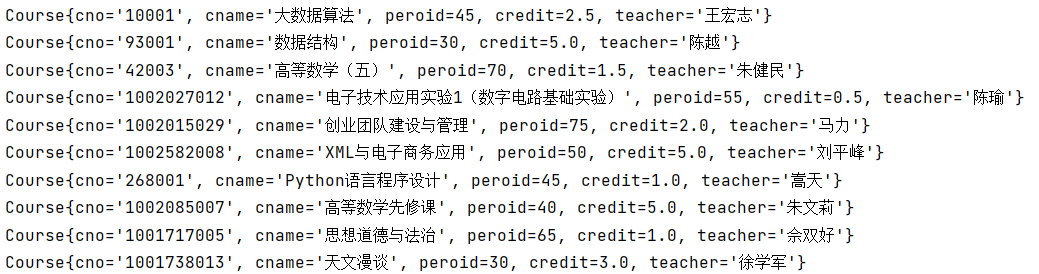 Course{cno='10001', cname='大数据算法', peroid=45, credit=2.5, teacher='王宏志'}
Course{cno='93001', cname='数据结构', peroid=30, credit=5.0, teacher='陈越'}
Course{cno='42003', cname='高等数学（五）', peroid=70, credit=1.5, teacher='朱健民'}
Course{cno='1002027012', cname='电子技术应用实验1（数字电路基础实验）', peroid=55, credit=0.5, teacher='陈瑜'}
Course{cno='1002015029', cname='创业团队建设与管理', peroid=75, credit=2.0, teacher='马力'}
Course{cno='1002582008', cname='XML与电子商务应用', peroid=50, credit=5.0, teacher='刘平峰'}
Course{cno='268001', cname='Python语言程序设计', peroid=45, credit=1.0, teacher='嵩天'}
Course{cno='1002085007', cname='高等数学先修课', peroid=40, credit=5.0, teacher='朱文莉'}
Course{cno='1001717005', cname='思想道德与法治', peroid=65, credit=1.0, teacher='佘双好'}
Course{cno='1001738013', cname='天文漫谈', peroid=30, credit=3.0, teacher='徐学军'}